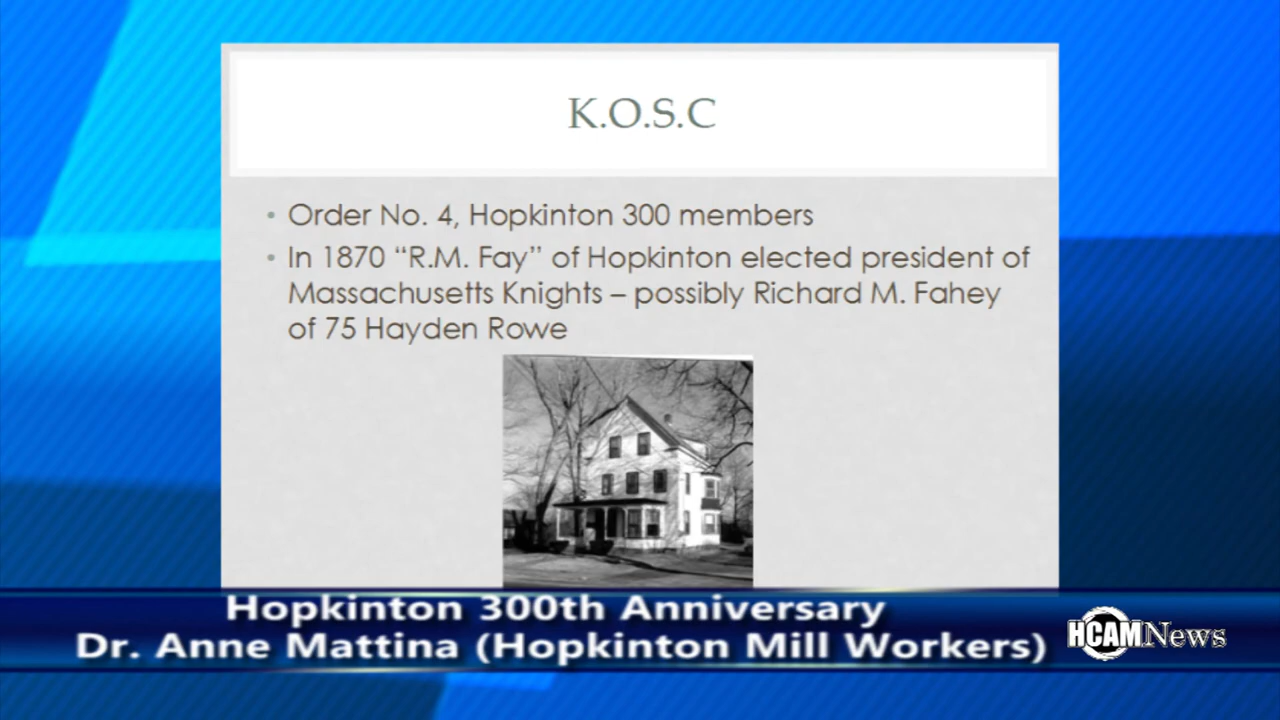 K.O.S.C
• Order No. 4, Hopkinton 300 members
• In 1870 “R.M. Fay” of Hopkinton elected president of
Massachusetts Knights – possibly Richard M. Fahey
of 75 Hayden Rowe
Hopkinton 300th Anniversary
Dr. Anne Mattina (Hopkinton Mill Workers)
HCAMNews